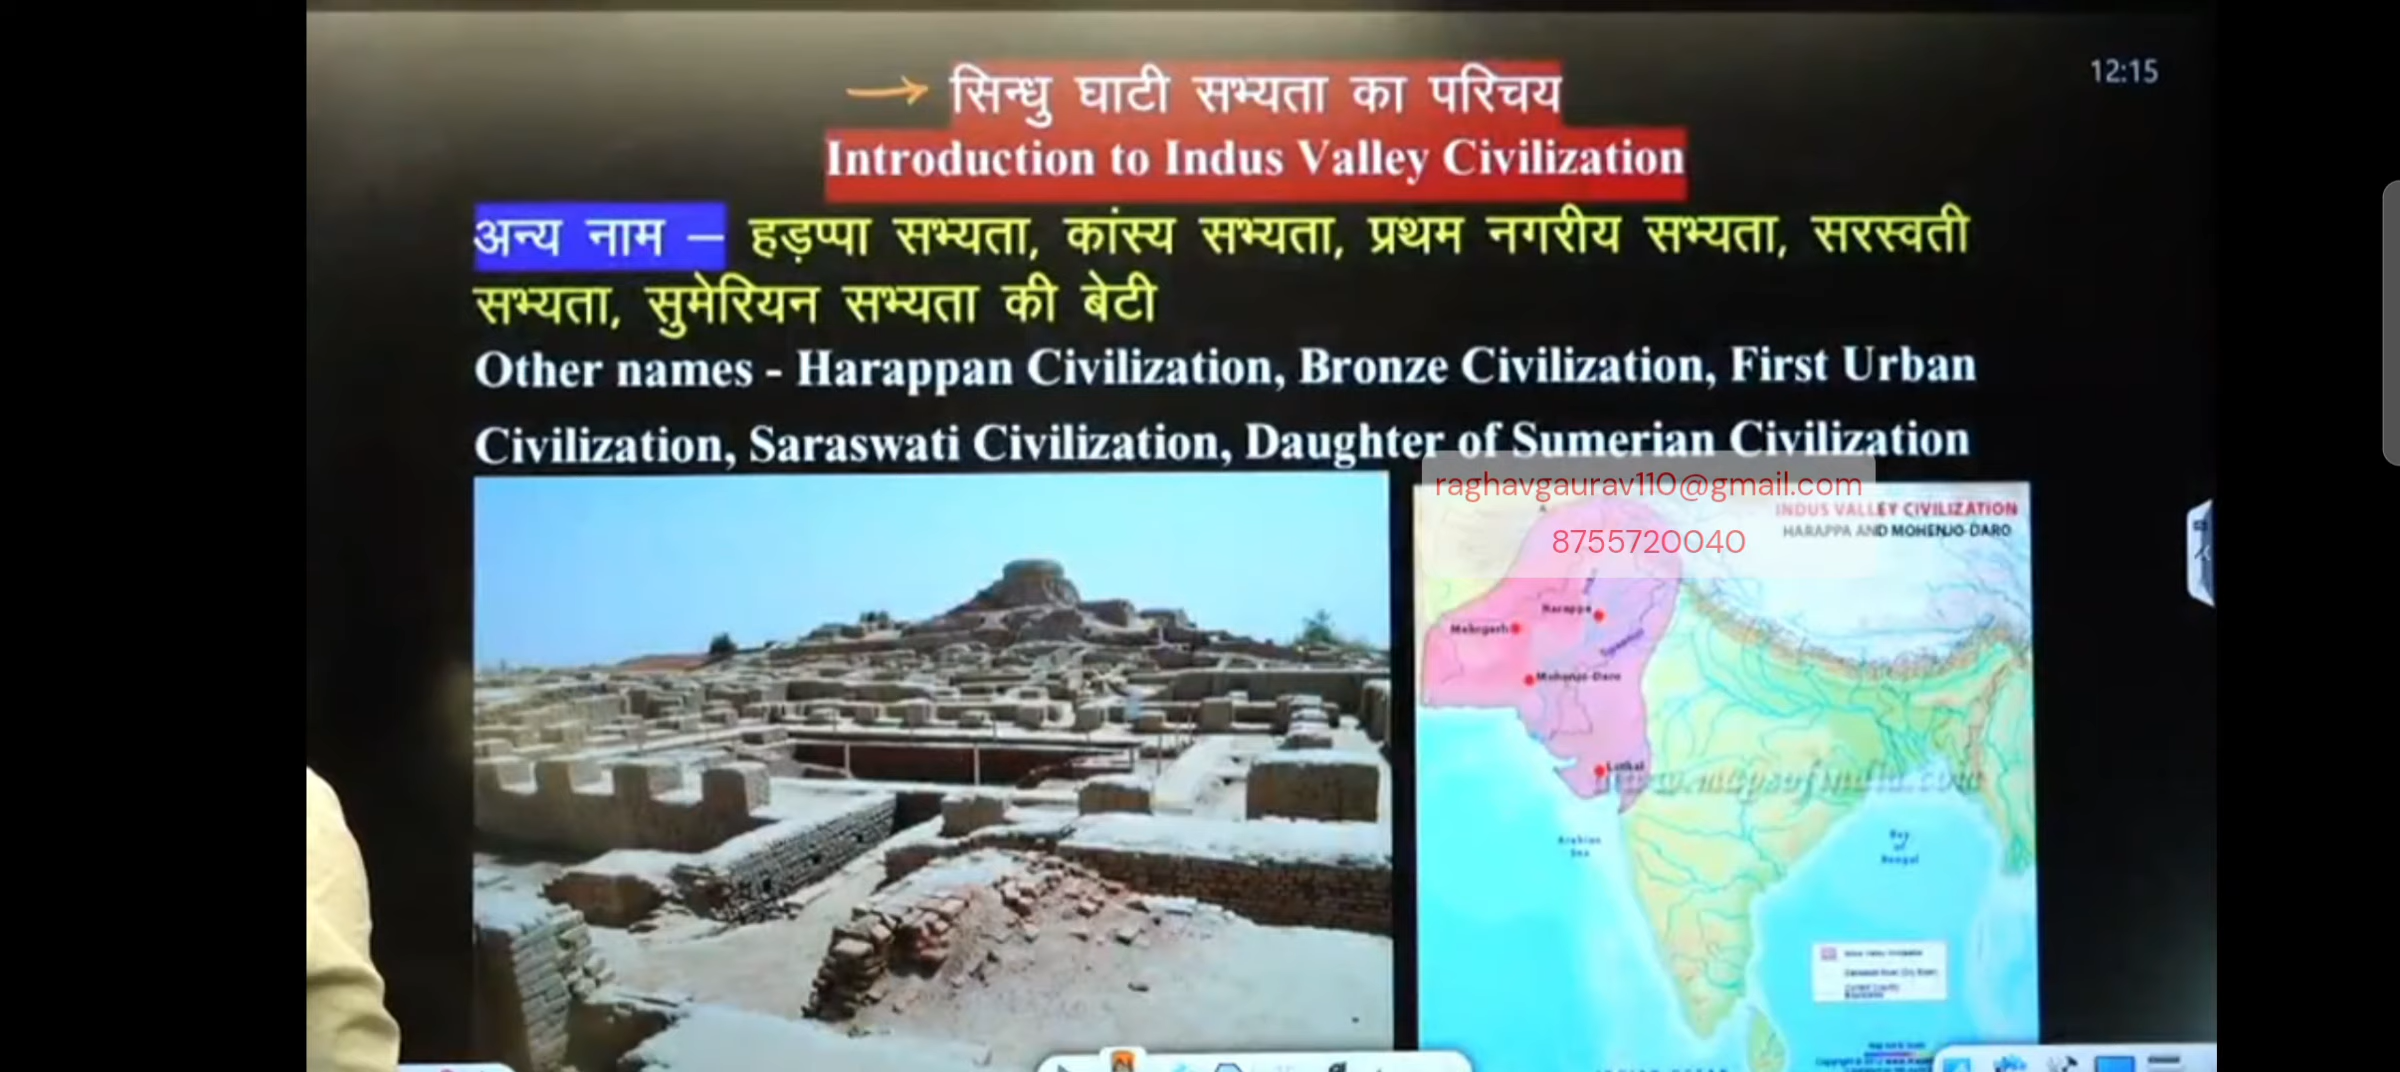 12:15
सिन्धु घाटी सभ्यता का परिचय
Introduction to Indus Valley Civilization
अन्य नाम – हड़प्पा सभ्यता, कांस्य सभ्यता, प्रथम नगरीय सभ्यता, सरस्वती
सभ्यता, सुमेरियन सभ्यता की बेटी
Other names - Harappan Civilization, Bronze Civilization, First Urban
Civilization, Saraswati Civilization, Daughter of Sumerian Civilization
raghavgaurav110@gmail.com
8755720040
INDUS VALLEY CIVILIZATION
HARAPPA AND MOHENJO-DARO
Harappa
Mehrgarh
Mohenjo-Daro
Lothal
www.mapsofindia.com
Arabian
Sea
Bay
of
Bengal